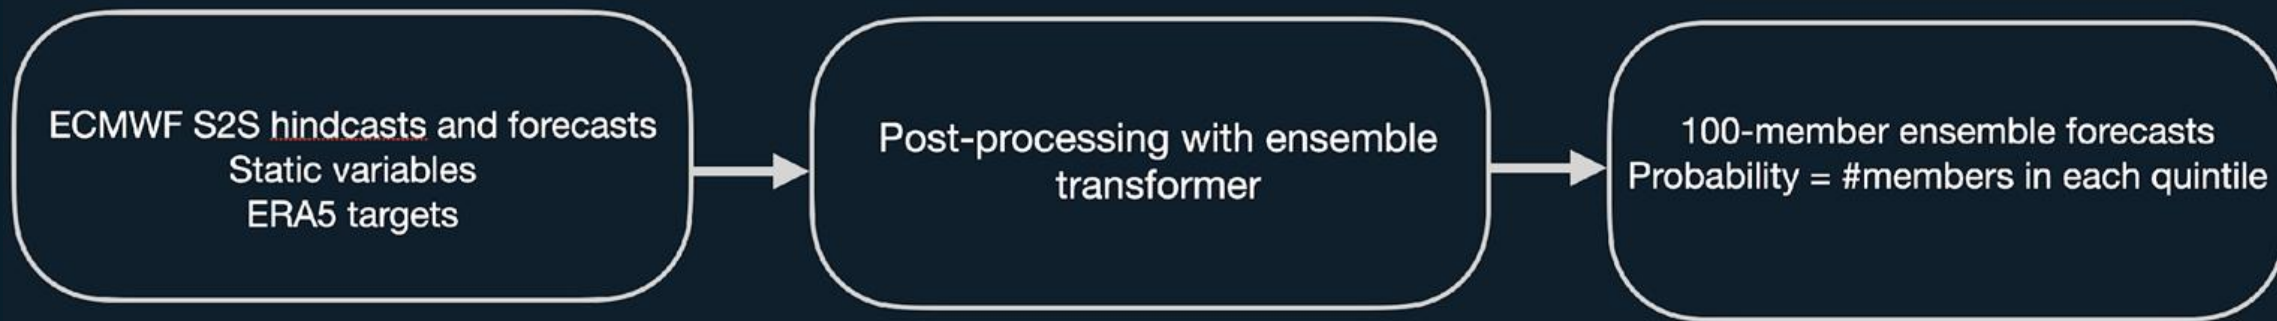 ECMWF S2S hindcasts and forecasts
Static variables
ERA5 targets
Post-processing with ensemble
transformer
100-member ensemble forecasts
Probability = #members in each quintile